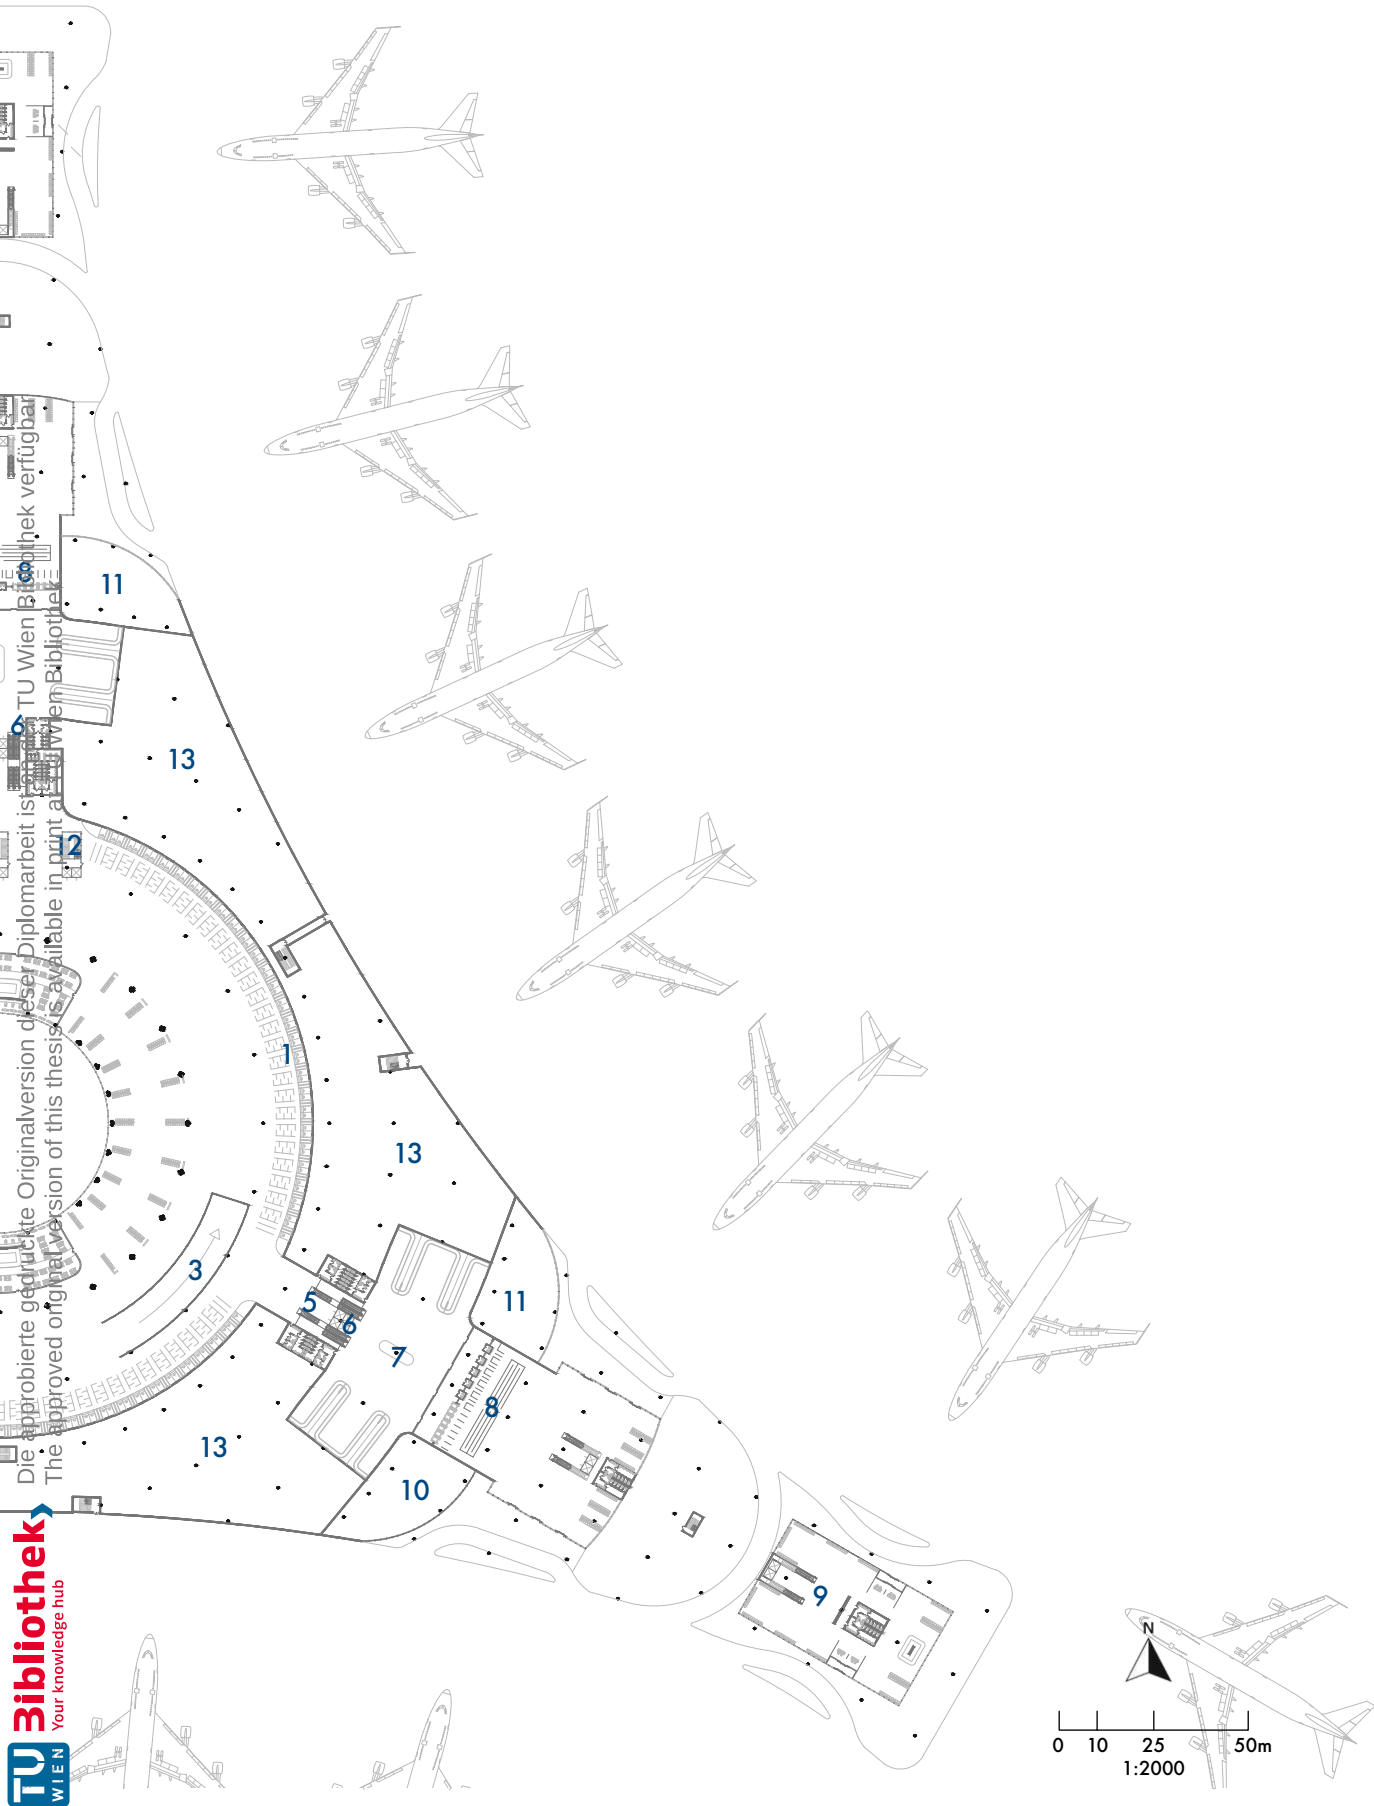 11
8
6
13
12
1
13
3
5
6
11
7
8
13
10
9
N
0 10 25 50m
1:2000
Die approbierte gedruckte Originalversion dieser Diplomarbeit ist an der TU Wien Bibliothek verfügbar
The approved original version of this thesis is available in print at TU Wien Bibliothek
Bibliothek
Your knowledge hub
TU
WIEN